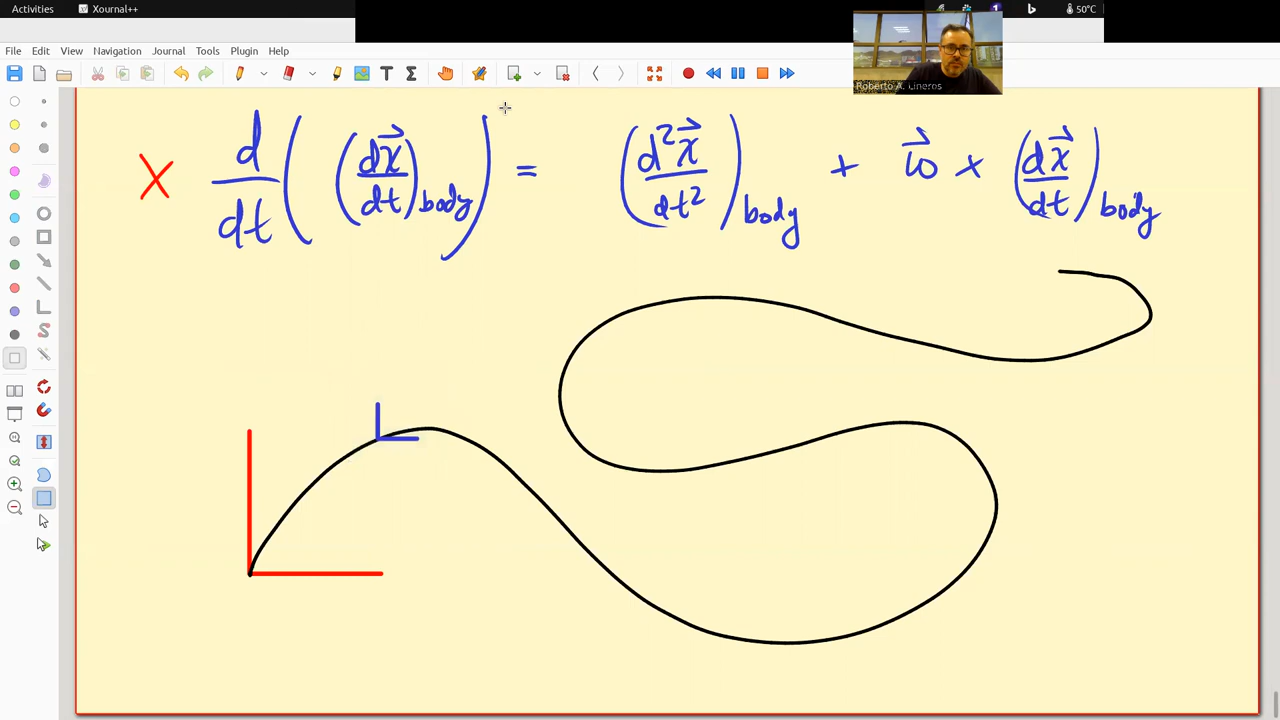 Activities Xournal++ 50°C
File Edit View Navigation Journal Tools Plugin Help
Roberto A. Lineros
X d/dt ( (dx⃗/dt)body ) = (d²x⃗/dt²)body + ω⃗ × (dx⃗/dt)body